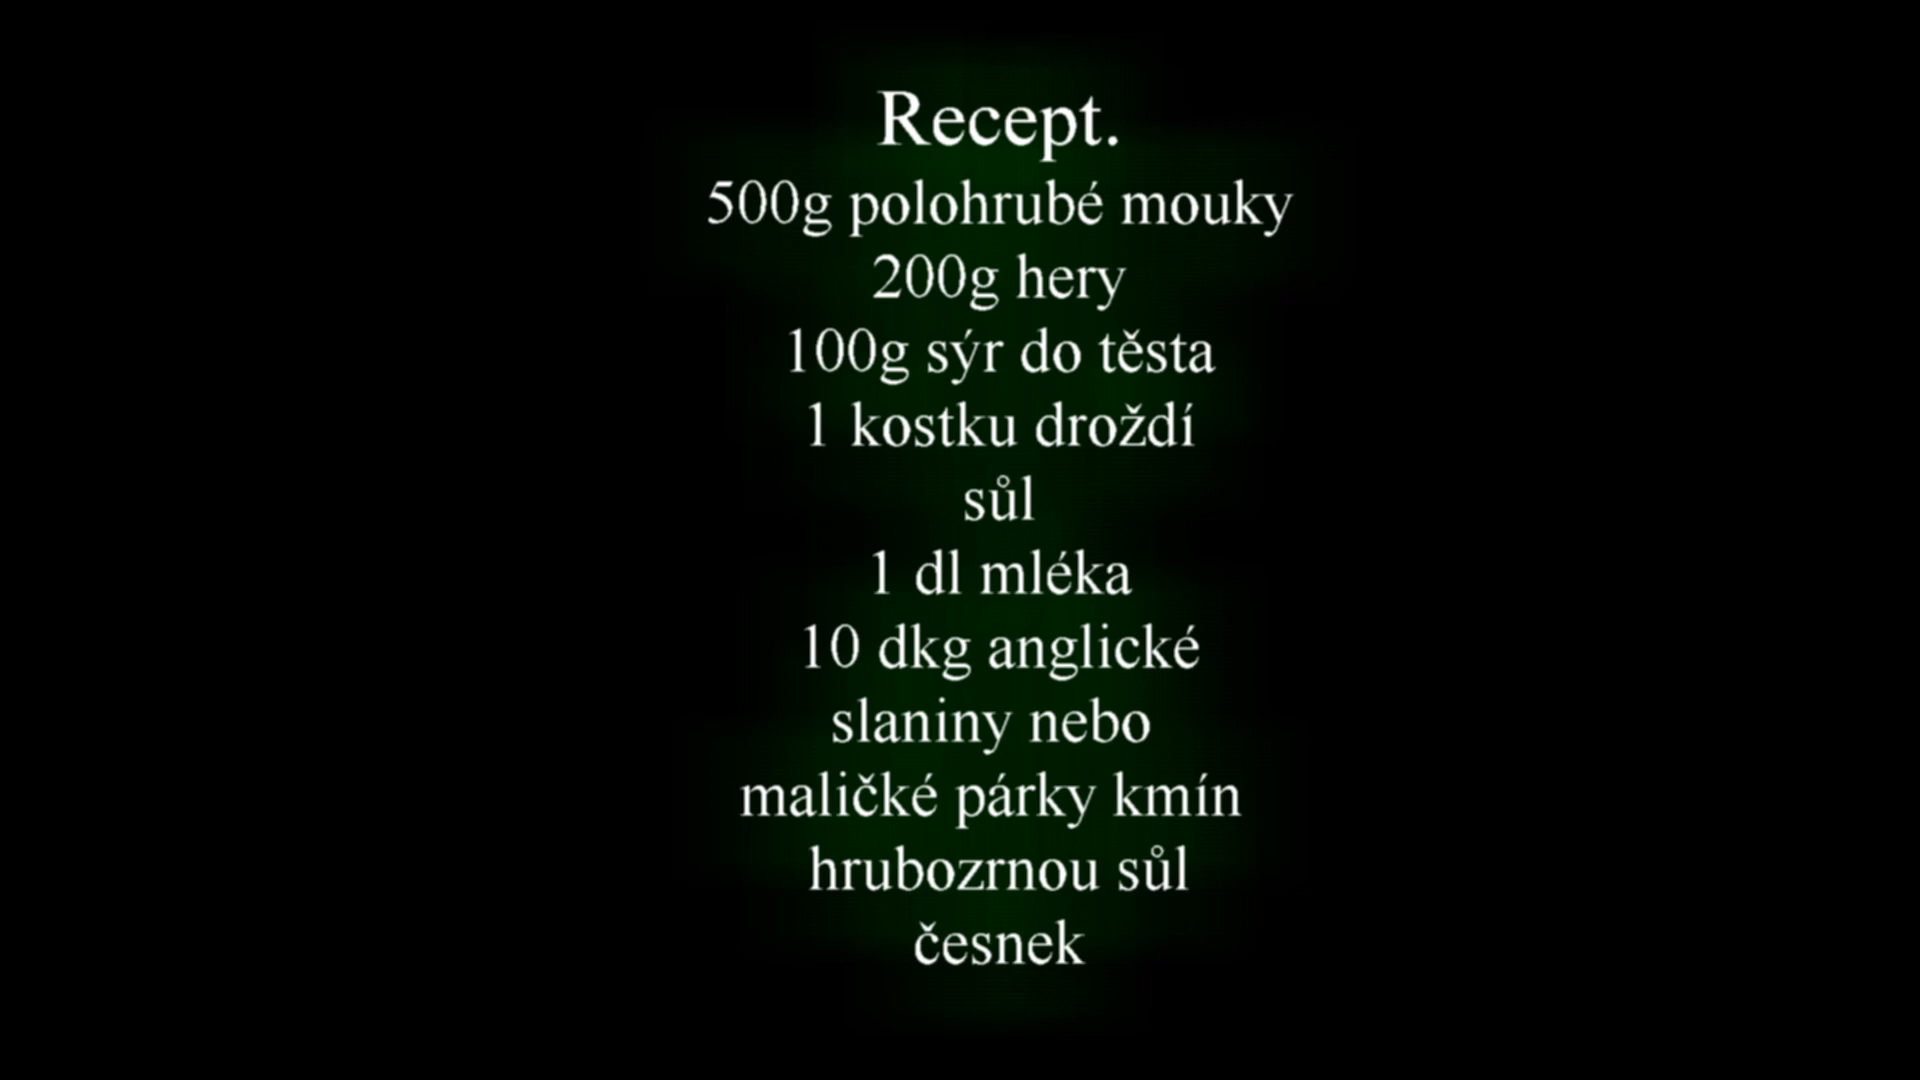 Recept.
500g polohrubé mouky
200g hery
100g sýr do těsta
1 kostku droždí
sůl
1 dl mléka
10 dkg anglické
slaniny nebo
maličké párky kmín
hrubozrnou sůl
česnek